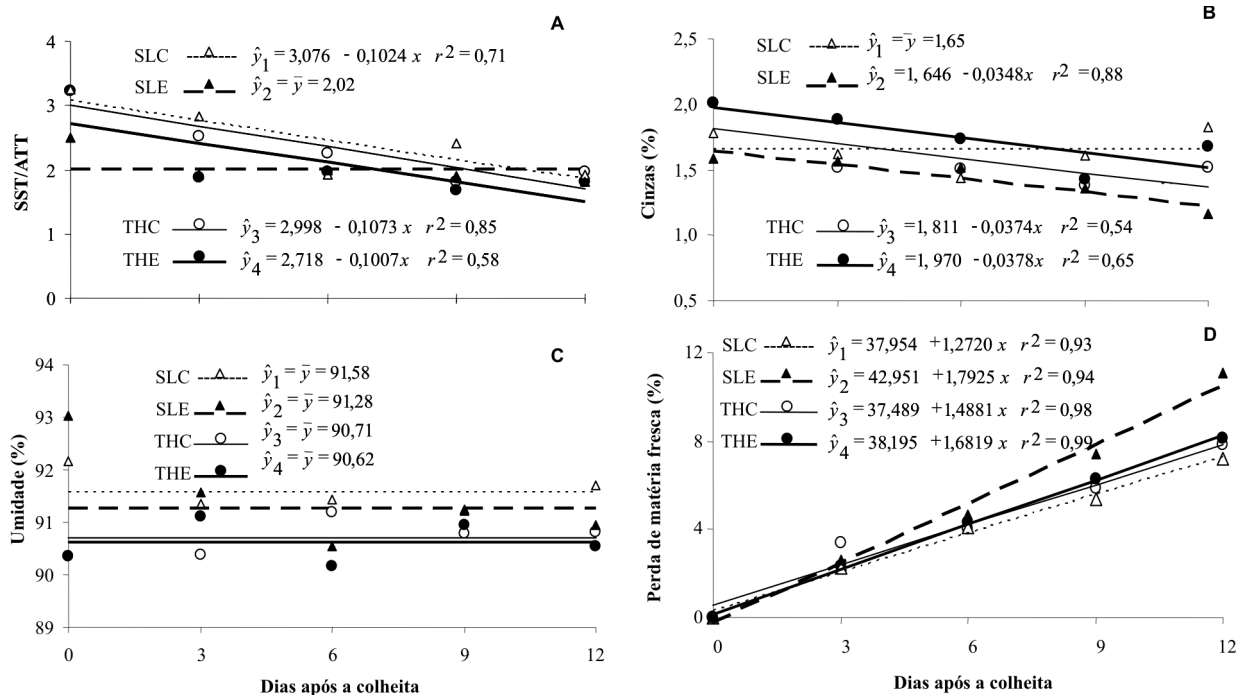 A
4
3
2
1
0
SST/ATT
SLC ŷ1 = 3,076 - 0,1024 x r2 = 0,71
SLE ŷ2 = y̅ = 2,02
THC ŷ3 = 2,998 - 0,1073 x r2 = 0,85
THE ŷ4 = 2,718 - 0,1007x r2 = 0,58
B
2,5
2,0
1,5
1,0
0,5
Cinzas (%)
SLC ŷ1 = y̅ = 1,65
SLE ŷ2 = 1, 646 -0,0348x r2 = 0,88
THC ŷ3 = 1, 811 -0,0374x r2 = 0,54
THE ŷ4 = 1, 970 -0,0378x r2 = 0,65
C
94
93
92
91
90
89
Umidade (%)
SLC ŷ1 = y̅ = 91,58
SLE ŷ2 = y̅ = 91,28
THC ŷ3 = y̅ = 90,71
THE ŷ4 = y̅ = 90,62
0 3 6 9 12
Dias após a colheita
D
12
8
4
0
Perda de matéria fresca (%)
SLC ŷ1 = 37,954 +1,2720 x r2 = 0,93
SLE ŷ2 = 42,951 +1,7925 x r2 = 0,94
THC ŷ3 = 37,489 +1,4881 x r2 = 0,98
THE ŷ4 = 38,195 +1,6819 x r2 = 0,99
0 3 6 9 12
Dias após a colheita